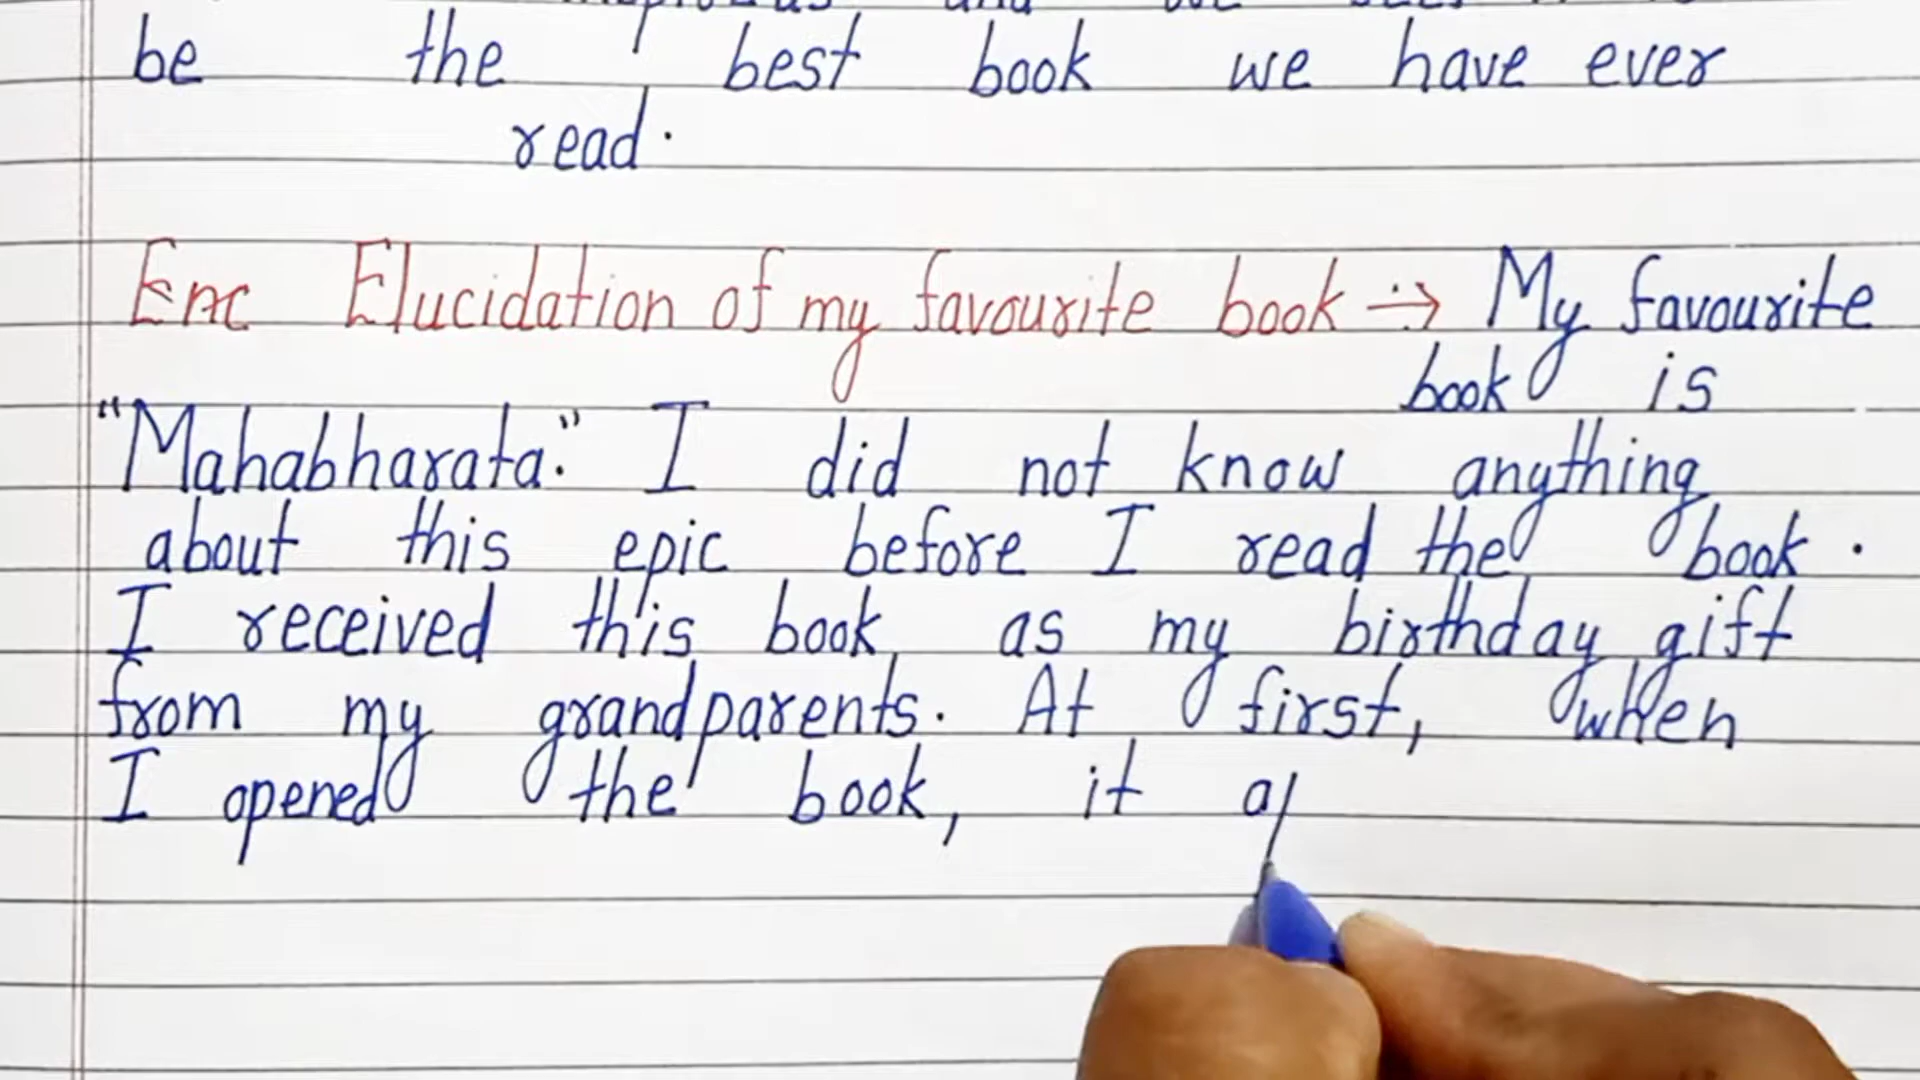 and
be the best book we have ever
read.
Enc Elucidation of my favourite book :→ My favourite
book is
"Mahabharata." I did not know anything
about this epic before I read the book.
I received this book, as my birthday gift
from my grandparents. At first, when
I opened the book, it ap